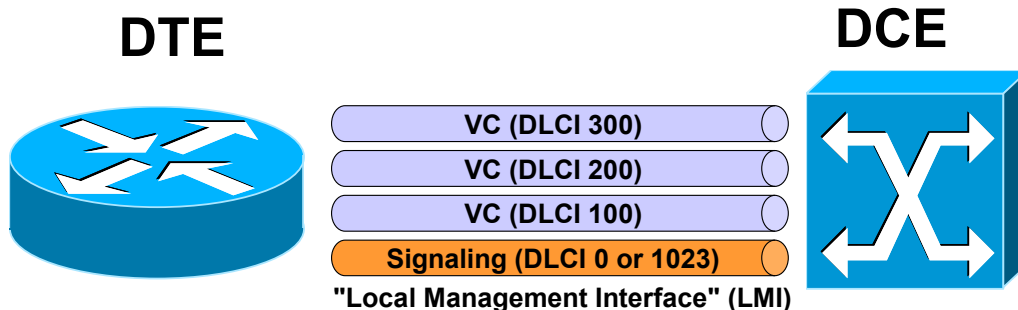 DTE
DCE
VC (DLCI 300)
VC (DLCI 200)
VC (DLCI 100)
Signaling (DLCI 0 or 1023)
"Local Management Interface" (LMI)